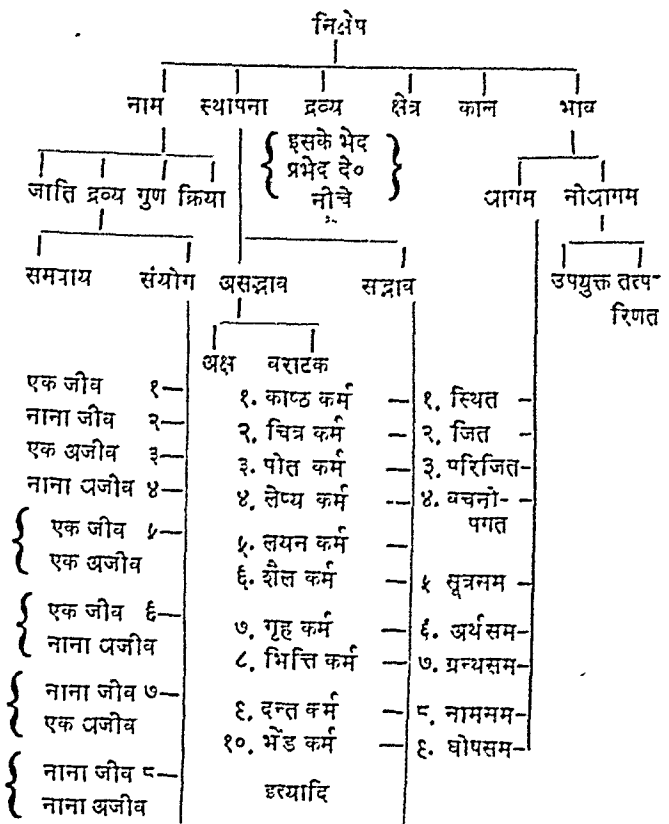 निक्षेप
नाम स्थापना द्रव्य क्षेत्र काल भाव
{ इसके भेद
प्रभेद दे०
नीचे }
जाति द्रव्य गुण क्रिया
आगम नोआगम
समवाय संयोग असद्भाव सद्भाव
उपयुक्त तत्प-
रिणत
अक्ष वराटक
एक जीव १
नाना जीव २
एक अजीव ३
नाना अजीव ४
{ एक जीव ५
एक अजीव
{ एक जीव ६
नाना अजीव
{ नाना जीव ७
एक अजीव
{ नाना जीव ८
नाना अजीव
१. काष्ठ कर्म
२. चित्र कर्म
३. पोत कर्म
४. लेप्य कर्म
५. लयन कर्म
६. शैल कर्म
७. गृह कर्म
८. भित्ति कर्म
९. दन्त कर्म
१०. भेंड कर्म
इत्यादि
१. स्थित
२. जित
३. परिजित
४. वचनो-
पगत
५ सूत्रसम
६. अर्थसम
७. ग्रन्थसम
८. नामसम
९. घोषसम